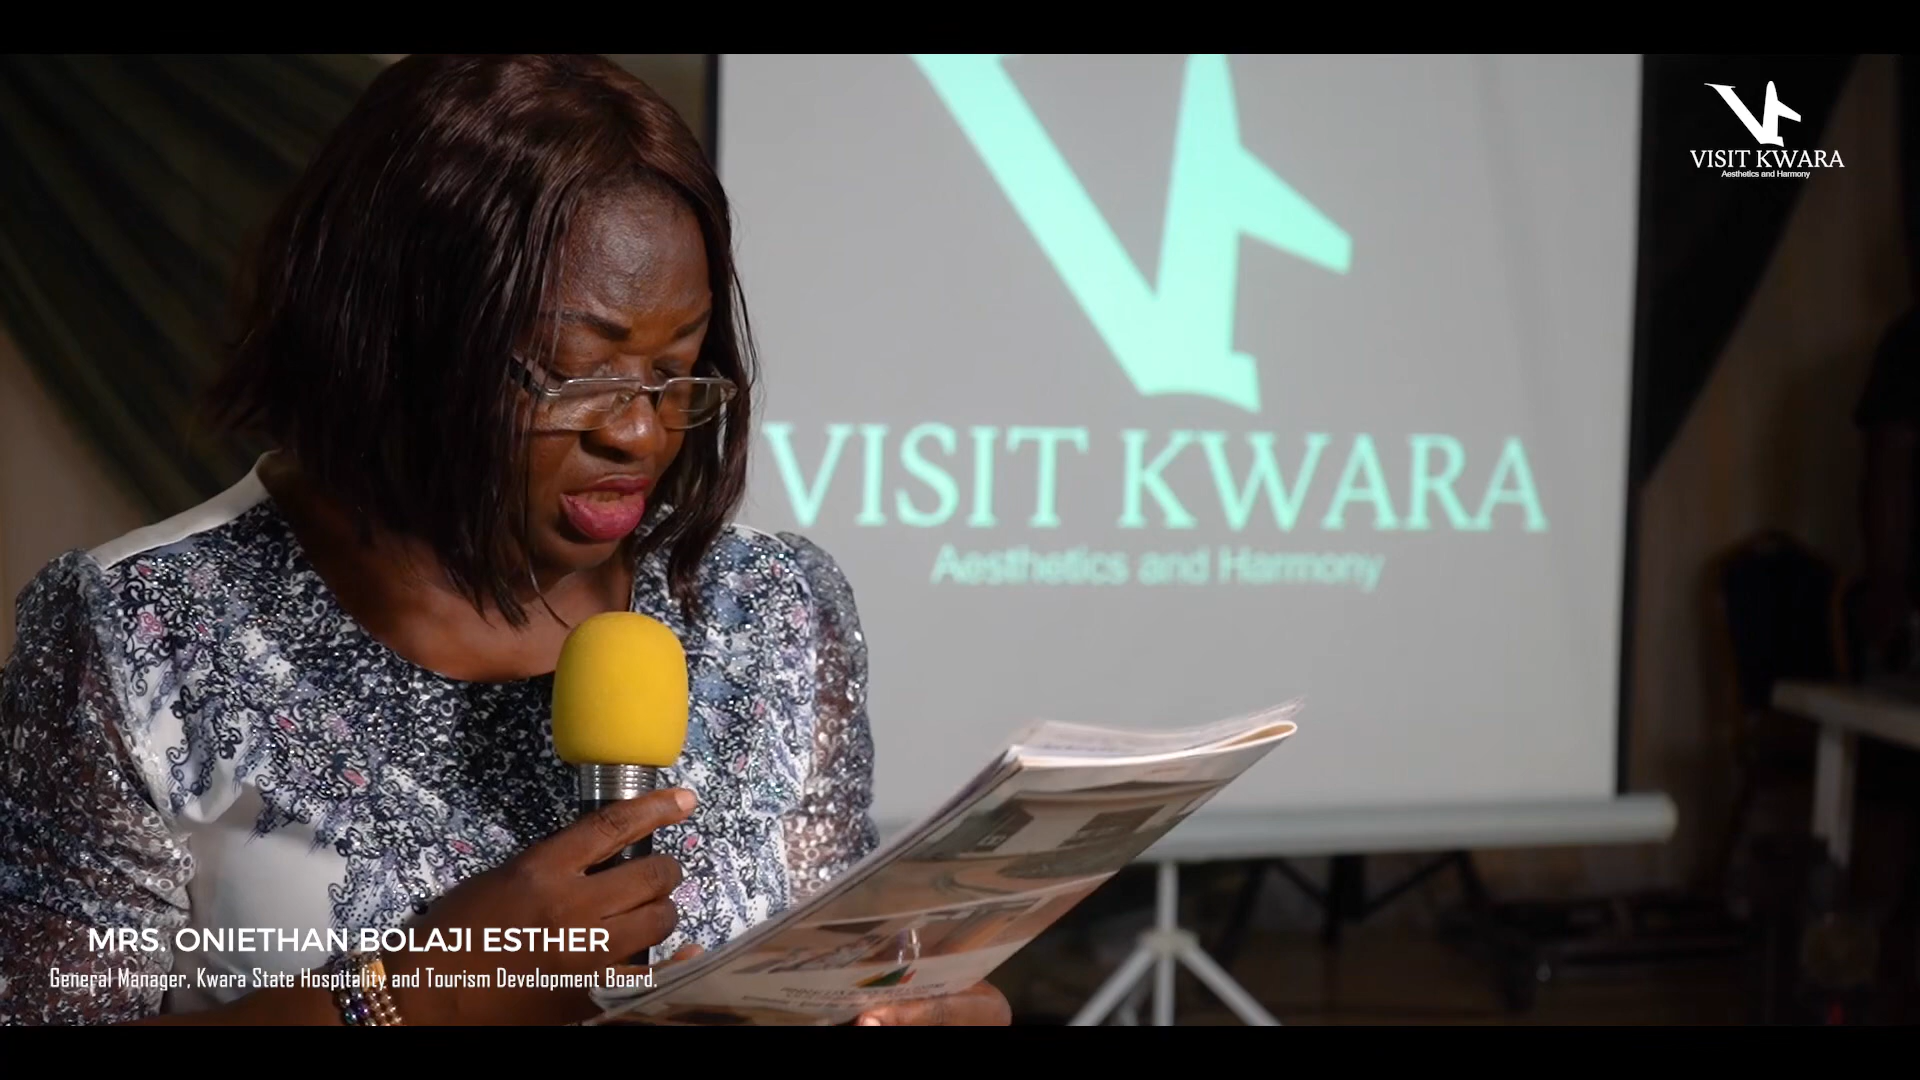 VISIT KWARA
Aesthetics and Harmony
VISIT KWARA
Aesthetics and Harmony
MRS. ONIETHAN BOLAJI ESTHER
General Manager, Kwara State Hospitality and Tourism Development Board.